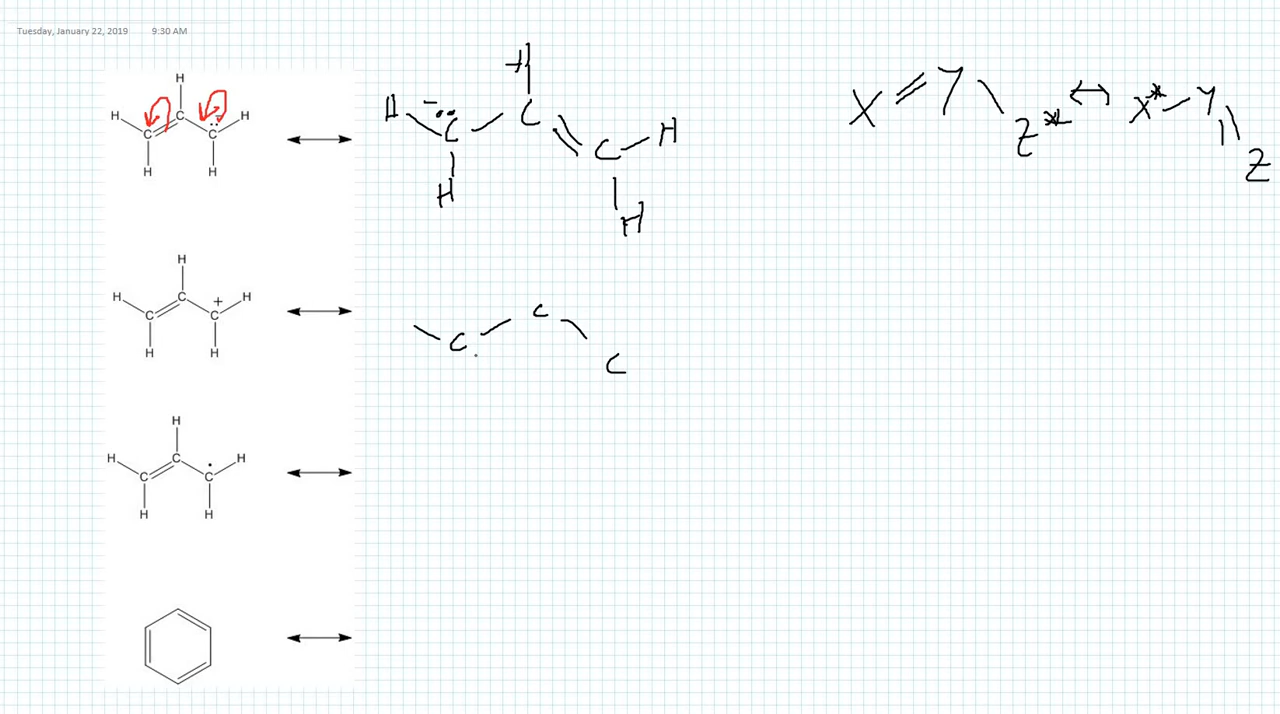 Tuesday, January 22, 2019 9:30 AM
H
H C C C̈⁻ H
H H
H
H C̈⁻ C C H
H H
X = Y
Z* ↔ X* — Y
Z
H
H C C C + H
H H
C C C
H
H C C C · H
H H